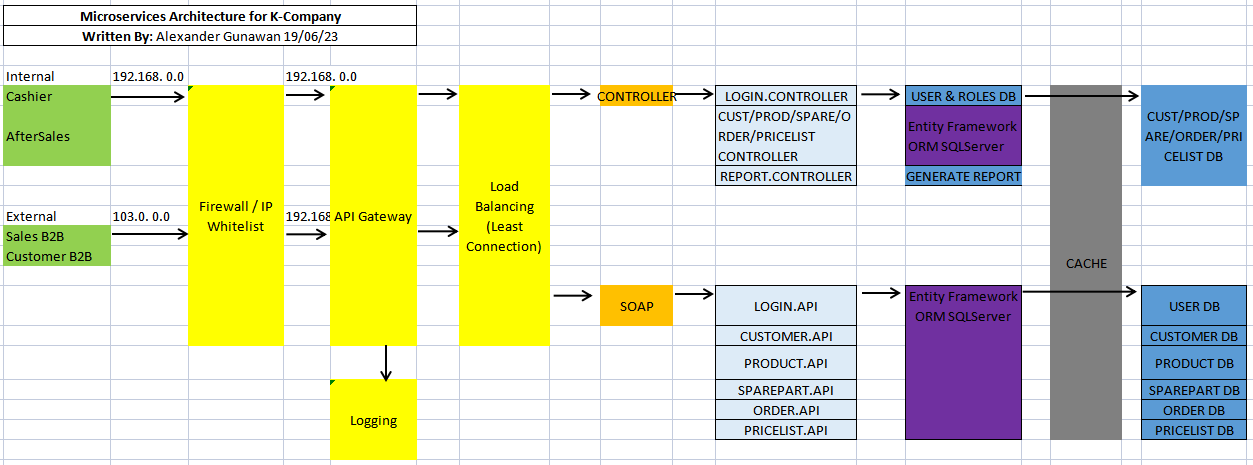 Microservices Architecture for K-Company
Written By: Alexander Gunawan 19/06/23
Internal
192.168. 0.0
192.168. 0.0
Cashier
AfterSales
External
103.0. 0.0
192.168
Sales B2B
Customer B2B
Firewall / IP
Whitelist
API Gateway
Logging
Load
Balancing
(Least
Connection)
CONTROLLER
LOGIN.CONTROLLER
CUST/PROD/SPARE/O
RDER/PRICELIST
CONTROLLER
REPORT.CONTROLLER
USER & ROLES DB
Entity Framework
ORM SQLServer
GENERATE REPORT
CACHE
CUST/PROD/SP
ARE/ORDER/PRI
CELIST DB
SOAP
LOGIN.API
CUSTOMER.API
PRODUCT.API
SPAREPART.API
ORDER.API
PRICELIST.API
Entity Framework
ORM SQLServer
USER DB
CUSTOMER DB
PRODUCT DB
SPAREPART DB
ORDER DB
PRICELIST DB